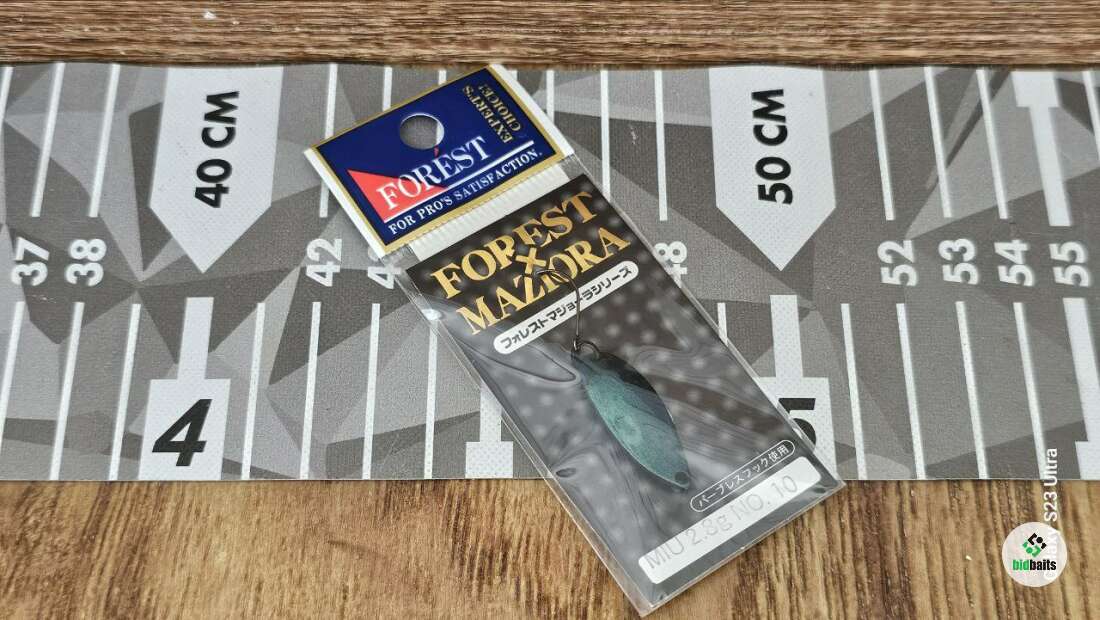 40 CM
50 CM
37
38
42
48
52
53
54
55
4
5
EXPERT'S
CHOICE!
FOREST
FOR PRO'S SATISFACTION.
FOREST
×
MAZIORA
フォレストマジョーラシリーズ
バーブレスフック使用
MIU 2.8g NO. 10
Galaxy S23 Ultra
bidbaits